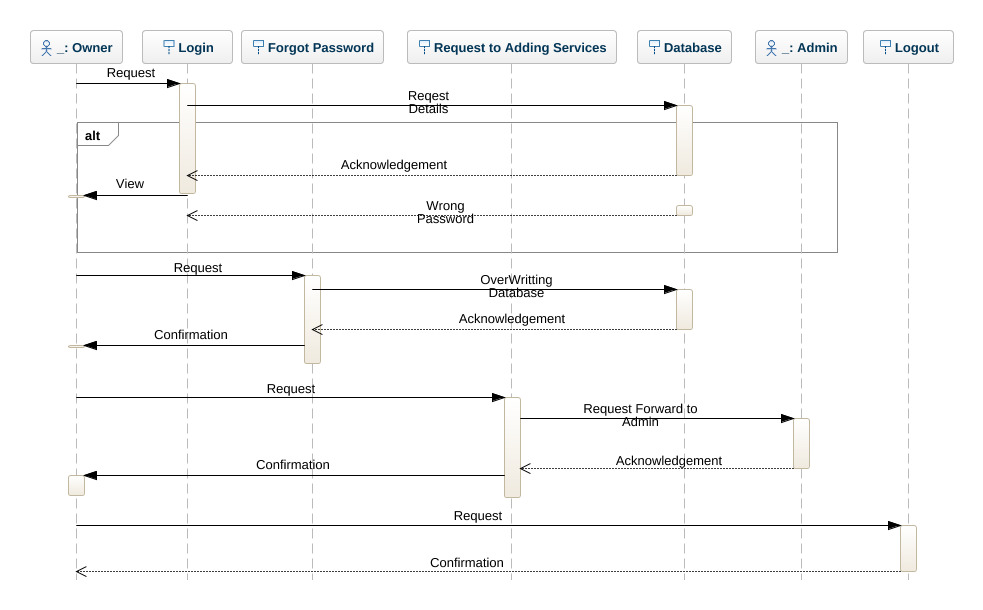 _: Owner
Login
Forgot Password
Request to Adding Services
Database
_: Admin
Logout
Request
Reqest
Details
alt
Acknowledgement
View
Wrong
Password
Request
OverWritting
Database
Acknowledgement
Confirmation
Request
Request Forward to
Admin
Acknowledgement
Confirmation
Request
Confirmation